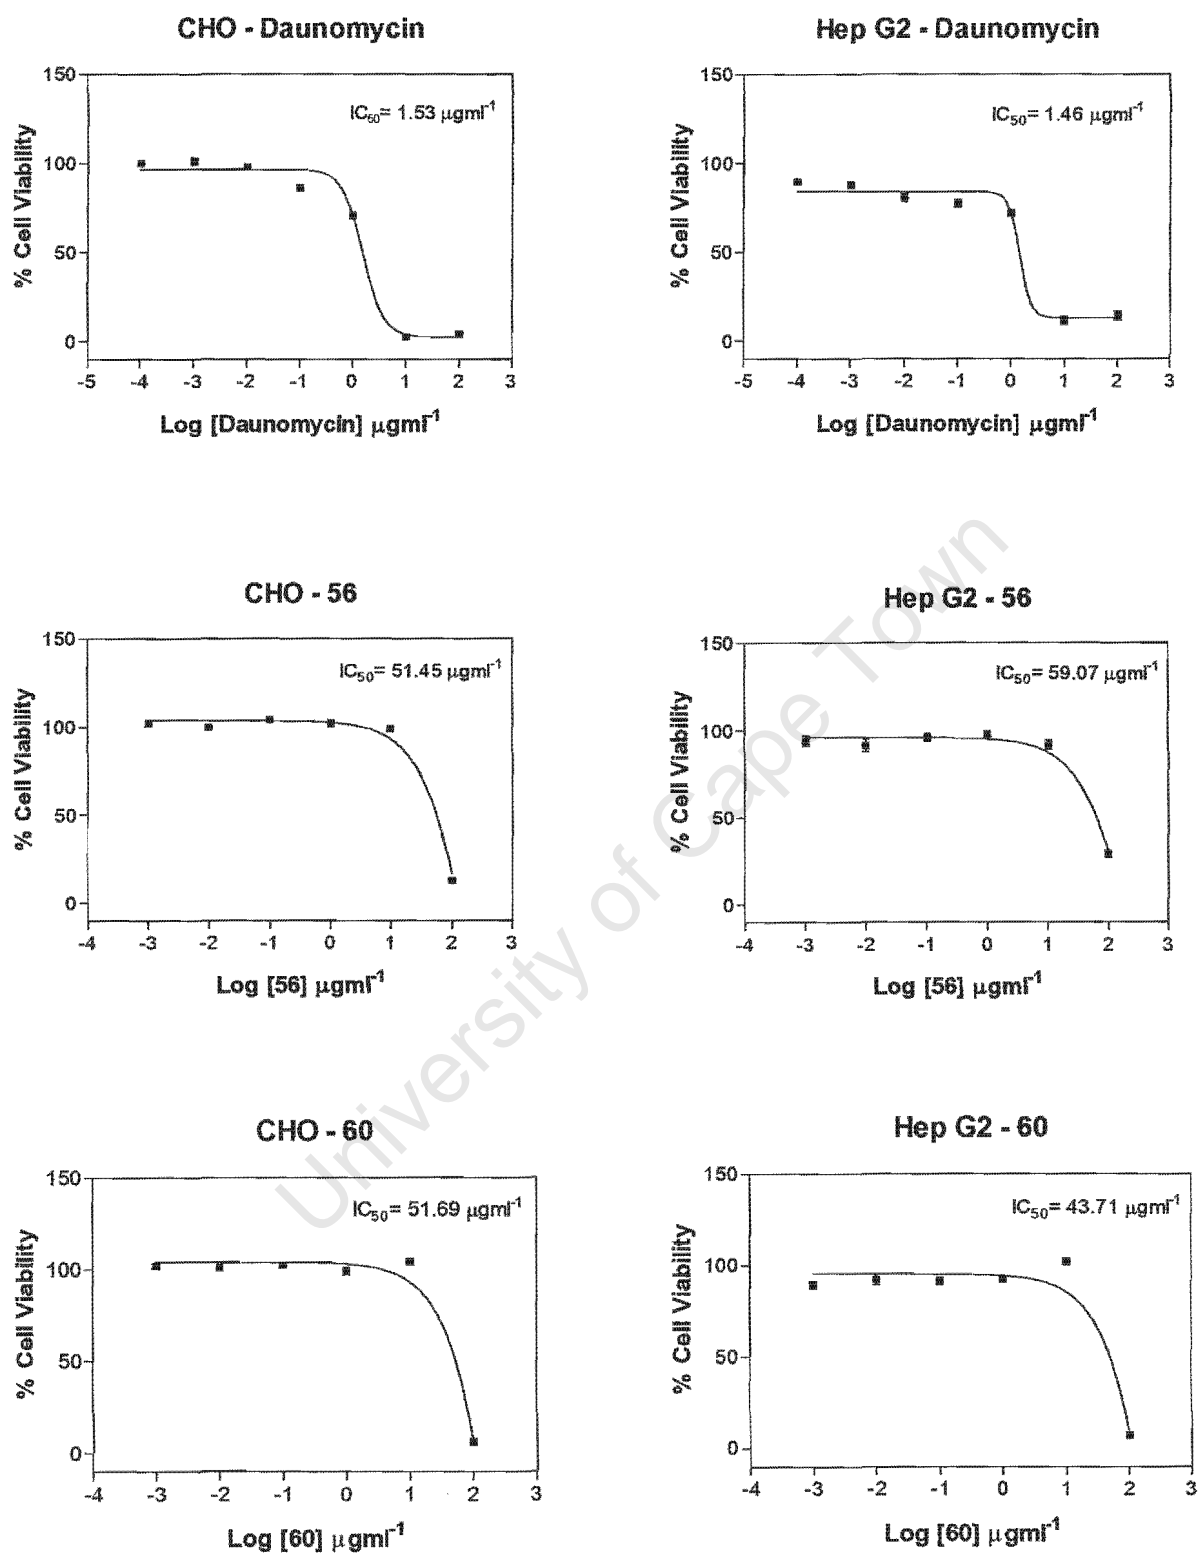 CHO - Daunomycin
150
100
50
0
% Cell Viability
IC50= 1.53 μgml-1
-5 -4 -3 -2 -1 0 1 2 3
Log [Daunomycin] μgml-1
Hep G2 - Daunomycin
150
100
50
0
% Cell Viability
IC50= 1.46 μgml-1
-5 -4 -3 -2 -1 0 1 2 3
Log [Daunomycin] μgml-1
CHO - 56
150
100
50
0
% Cell Viability
IC50= 51.45 μgml-1
-4 -3 -2 -1 0 1 2 3
Log [56] μgml-1
Hep G2 - 56
150
100
50
0
% Cell Viability
IC50= 59.07 μgml-1
-4 -3 -2 -1 0 1 2 3
Log [56] μgml-1
CHO - 60
150
100
50
0
% Cell Viability
IC50= 51.69 μgml-1
-4 -3 -2 -1 0 1 2 3
Log [60] μgml-1
Hep G2 - 60
150
100
50
0
% Cell Viability
IC50= 43.71 μgml-1
-4 -3 -2 -1 0 1 2 3
Log [60] μgml-1
University of Cape Town